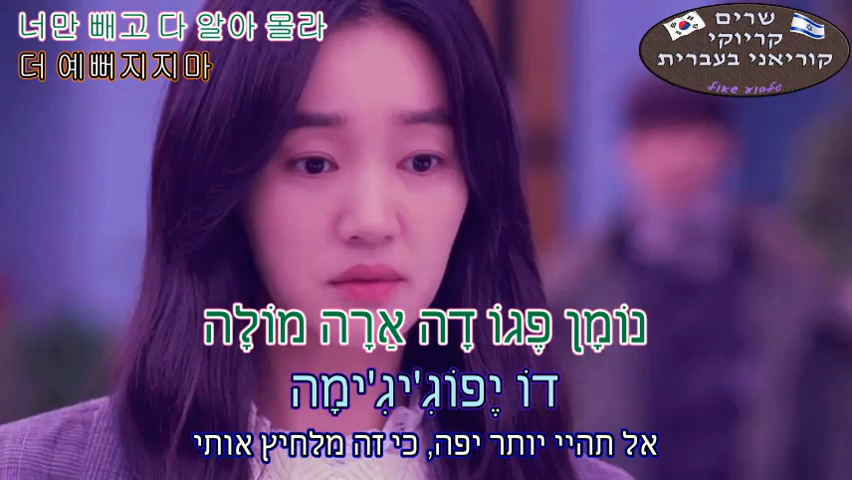 너만 빼고 다 알아 몰라
더 예뻐지지마
שרים
קריוקי
קוריאני בעברית
נוֹמָן פֶּגוֹ דָה אַרָה מוֹלָה
דוֹ יֶפוֹגִ'יגִ'ימָה
אל תהיי יותר יפה, כי זה מלחיץ אותי